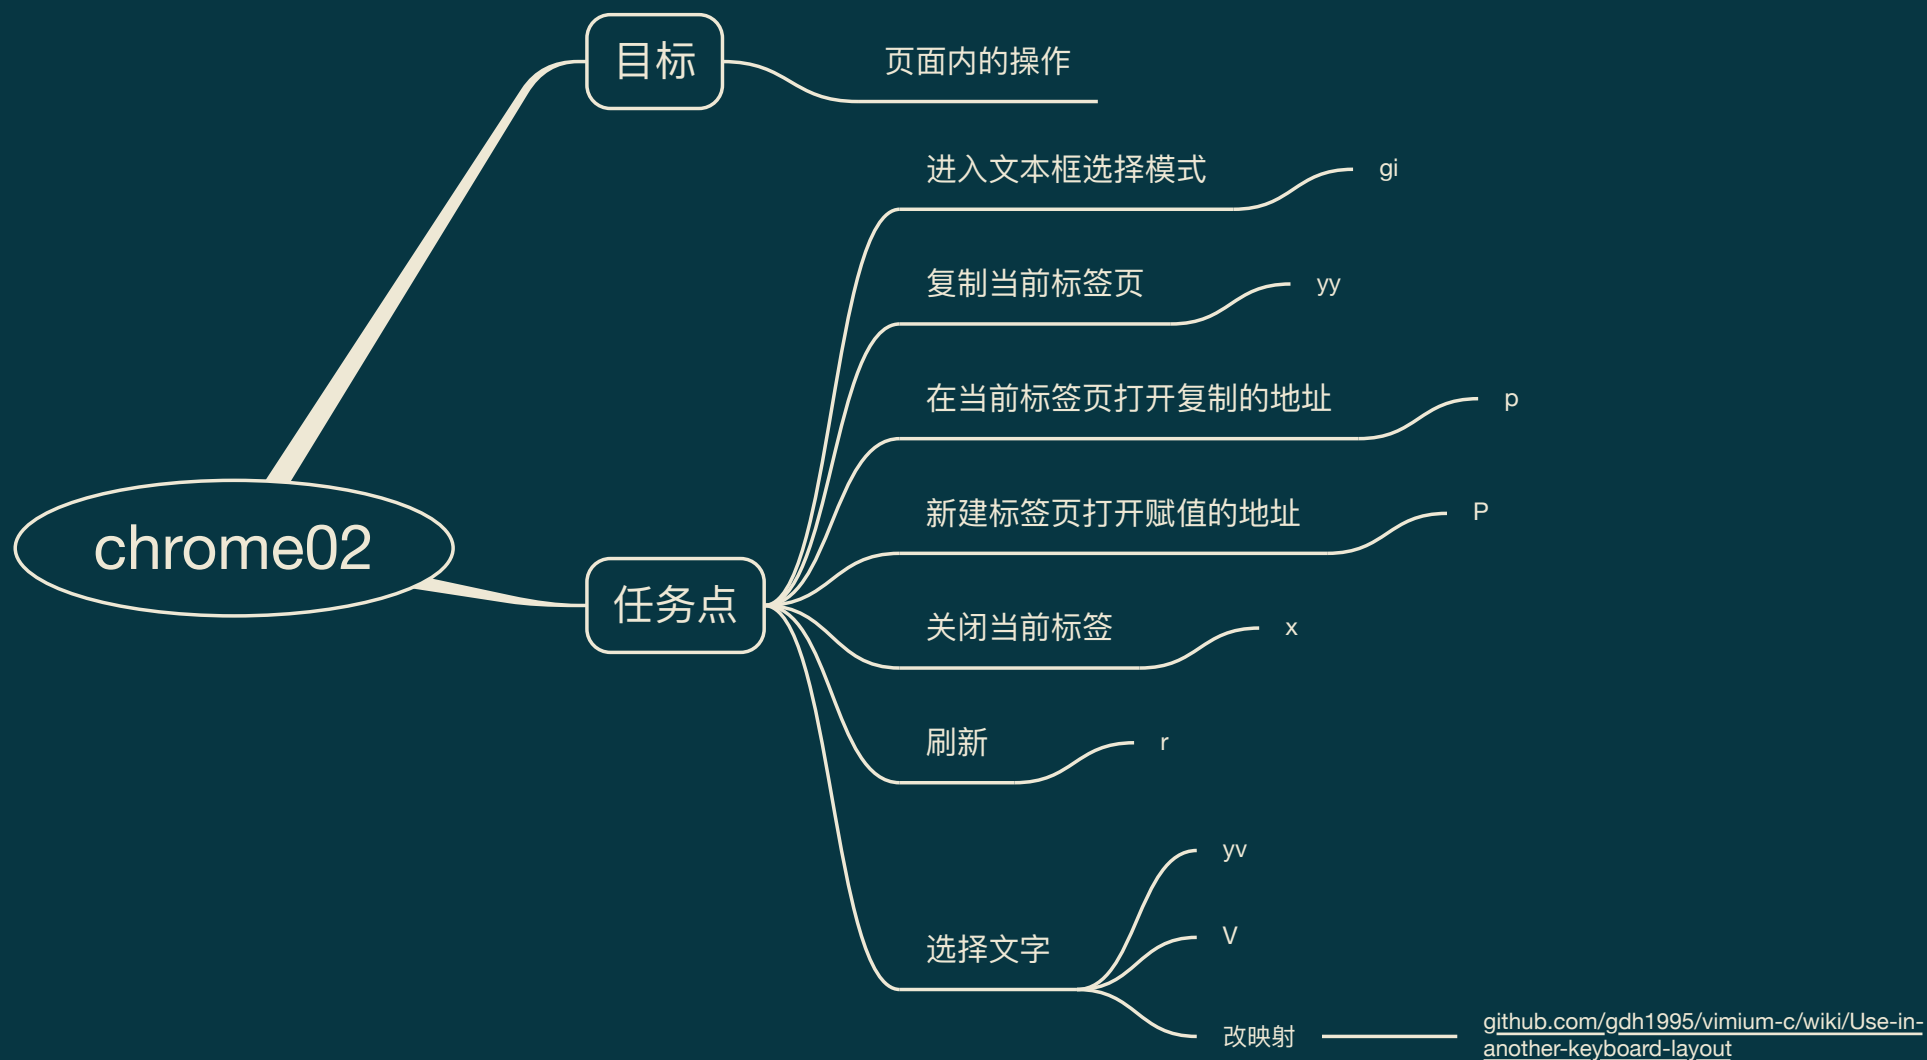 目标
页面内的操作
进入文本框选择模式
gi
复制当前标签页
yy
在当前标签页打开复制的地址
p
新建标签页打开赋值的地址
P
chrome02
任务点
关闭当前标签
x
刷新
r
yv
V
选择文字
改映射
github.com/gdh1995/vimium-c/wiki/Use-in-
another-keyboard-layout